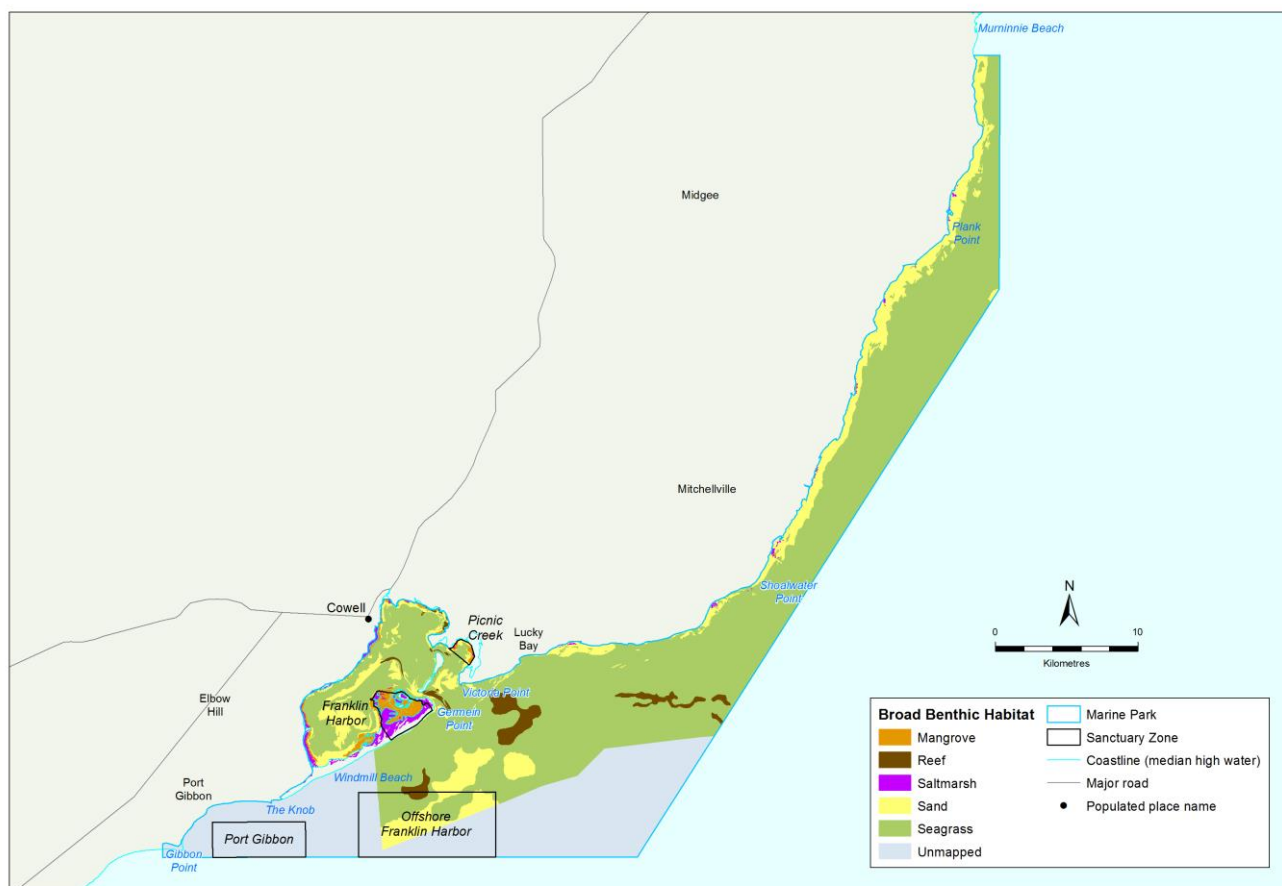 Murninnie Beach
Midgee
Plank
Point
Mitchellville
Shoalwater
Point
N
0
10
Kilometres
Cowell
Picnic
Creek
Lucky
Bay
Elbow
Hill
Franklin
Harbor
Victoria Point
Germein
Point
Windmill Beach
Port
Gibbon
The Knob
Offshore
Franklin Harbor
Port Gibbon
Gibbon
Point
Broad Benthic Habitat
Mangrove
Reef
Saltmarsh
Sand
Seagrass
Unmapped
Marine Park
Sanctuary Zone
Coastline (median high water)
Major road
Populated place name